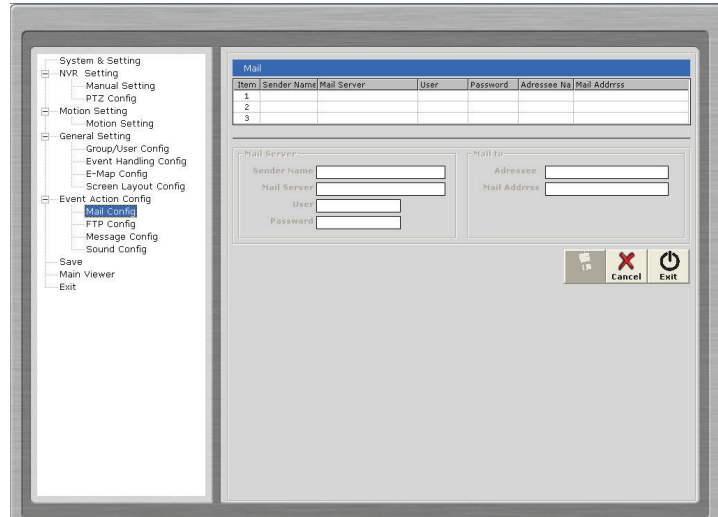 System & Setting
NVR Setting
Manual Setting
PTZ Config
Motion Setting
Motion Setting
General Setting
Group/User Config
Event Handling Config
E-Map Config
Screen Layout Config
Event Action Config
Mail Config
FTP Config
Message Config
Sound Config
Save
Main Viewer
Exit
Mail
Item Sender Name Mail Server User Password Adressee Na Mail Addrrss
1
2
3
Mail Server
Sender Name
Mail Server
User
Password
Mail to
Adressee
Mail Addrrss
Cancel
Exit